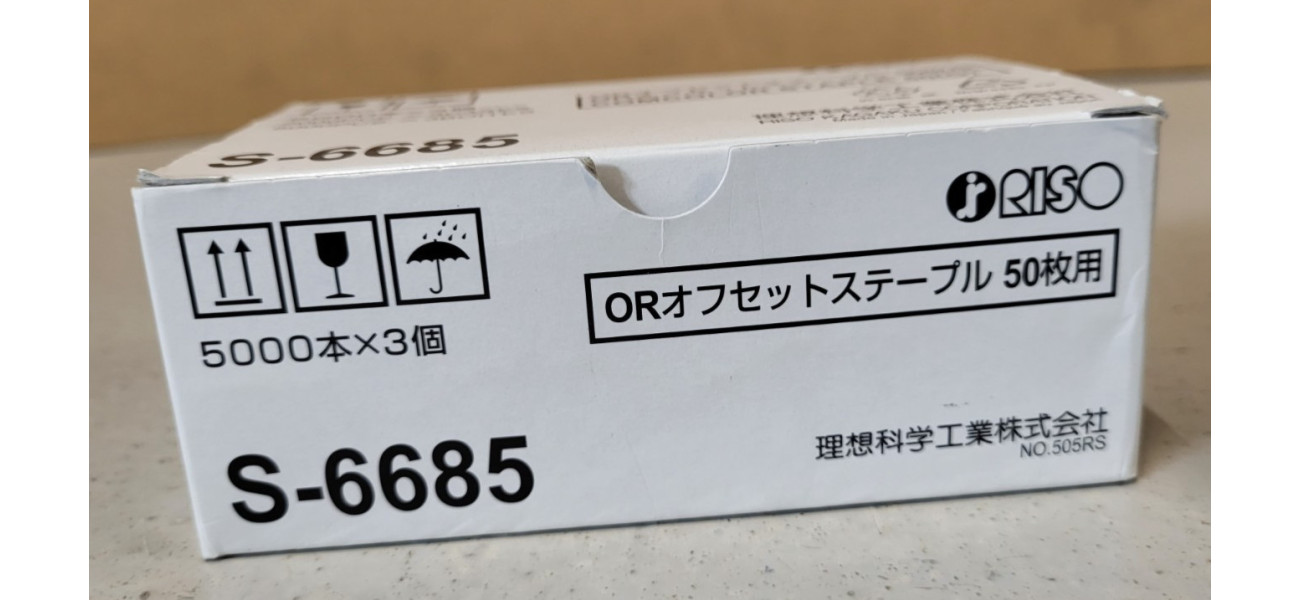 S-6685
RISO
ORオフセットステープル 50枚用
5000本×3個
S-6685
理想科学工業株式会社
NO.505RS